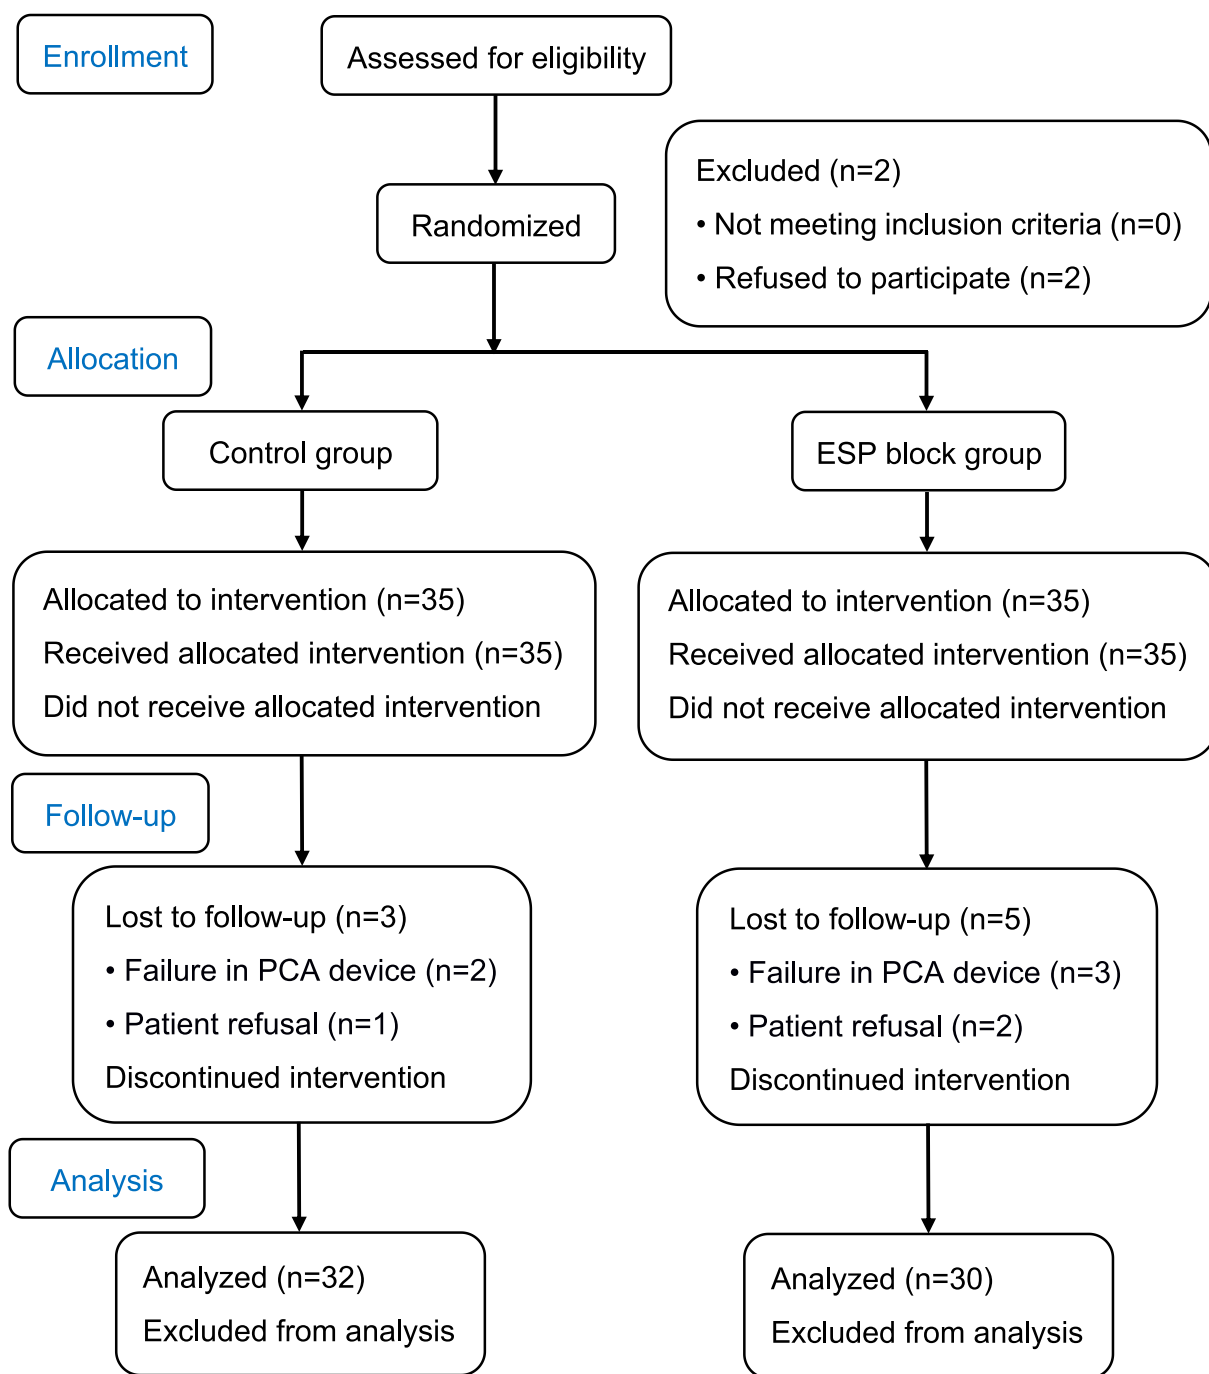 Enrollment
Assessed for eligibility
Excluded (n=2)
• Not meeting inclusion criteria (n=0)
• Refused to participate (n=2)
Randomized
Allocation
Control group
ESP block group
Allocated to intervention (n=35)
Received allocated intervention (n=35)
Did not receive allocated intervention
Allocated to intervention (n=35)
Received allocated intervention (n=35)
Did not receive allocated intervention
Follow-up
Lost to follow-up (n=3)
• Failure in PCA device (n=2)
• Patient refusal (n=1)
Discontinued intervention
Lost to follow-up (n=5)
• Failure in PCA device (n=3)
• Patient refusal (n=2)
Discontinued intervention
Analysis
Analyzed (n=32)
Excluded from analysis
Analyzed (n=30)
Excluded from analysis